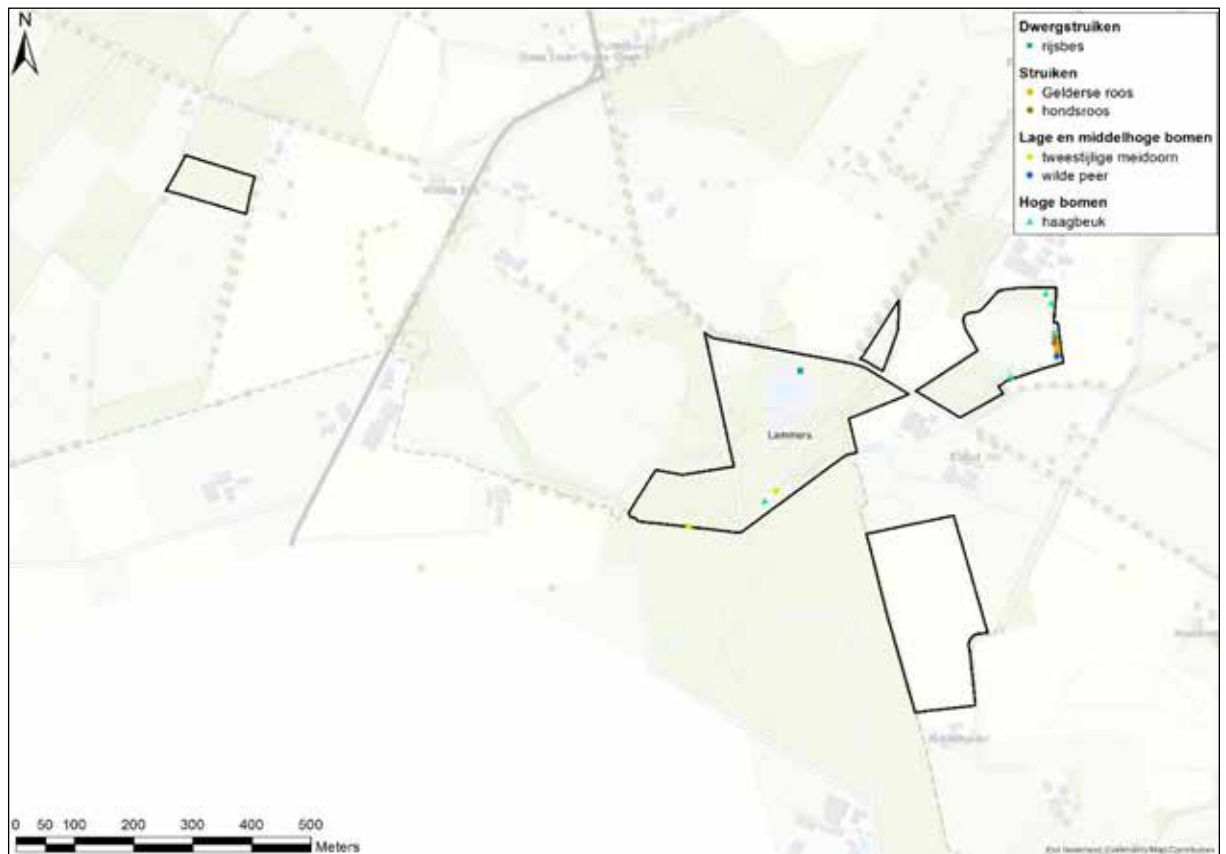 N
Dwergstruiken
rijsbes
Struiken
Gelderse roos
hondsroos
Lage en middelhoge bomen
tweestijlige meidoorn
wilde peer
Hoge bomen
haagbeuk
Lammers
0 50 100 200 300 400 500
Meters